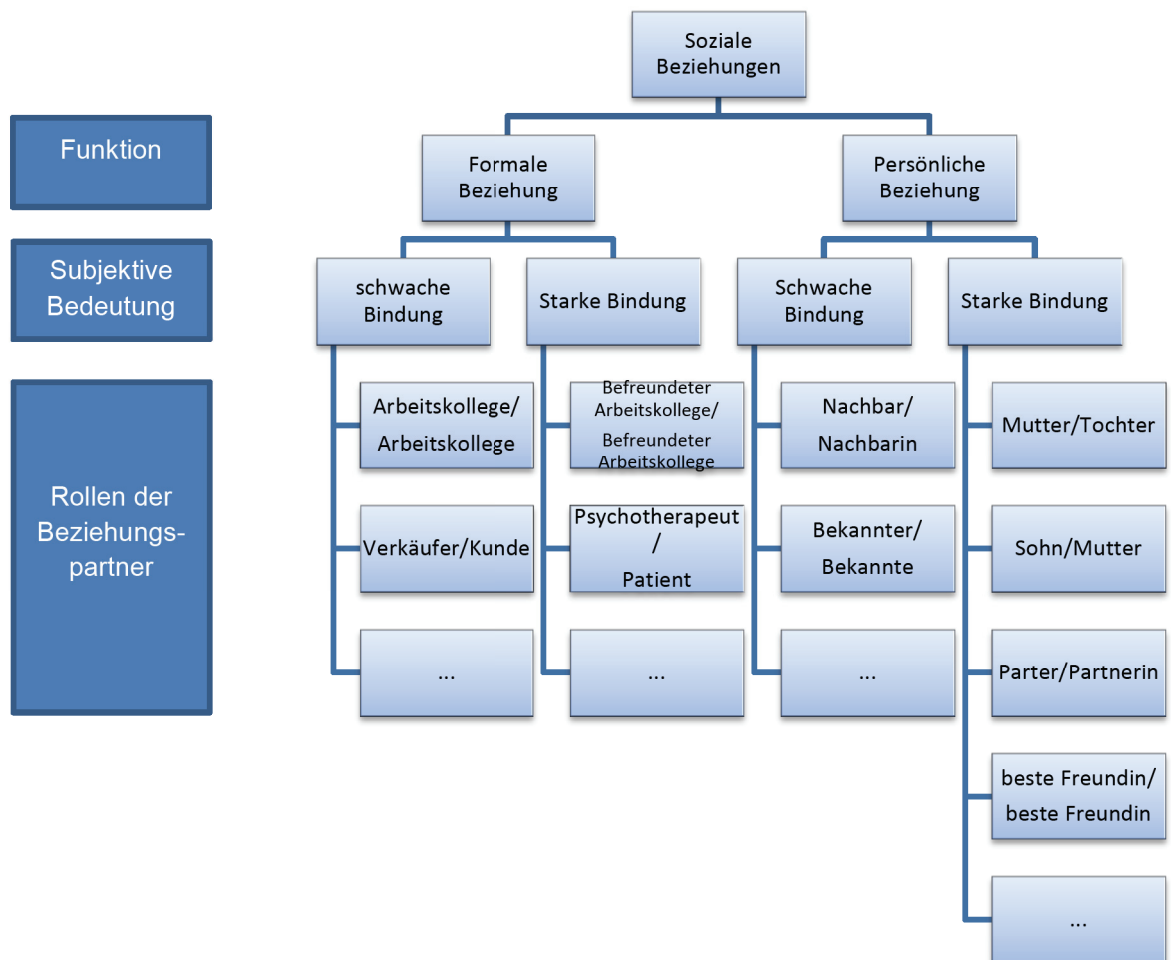 Soziale
Beziehungen
Funktion
Formale
Beziehung
Persönliche
Beziehung
Subjektive
Bedeutung
schwache
Bindung
Starke Bindung
Schwache
Bindung
Starke Bindung
Rollen der
Beziehungs-
partner
Arbeitskollege/
Arbeitskollege
Verkäufer/Kunde
...
Befreundeter
Arbeitskollege/
Befreundeter
Arbeitskollege
Psychotherapeut
/
Patient
...
Nachbar/
Nachbarin
Bekannter/
Bekannte
...
Mutter/Tochter
Sohn/Mutter
Parter/Partnerin
beste Freundin/
beste Freundin
...